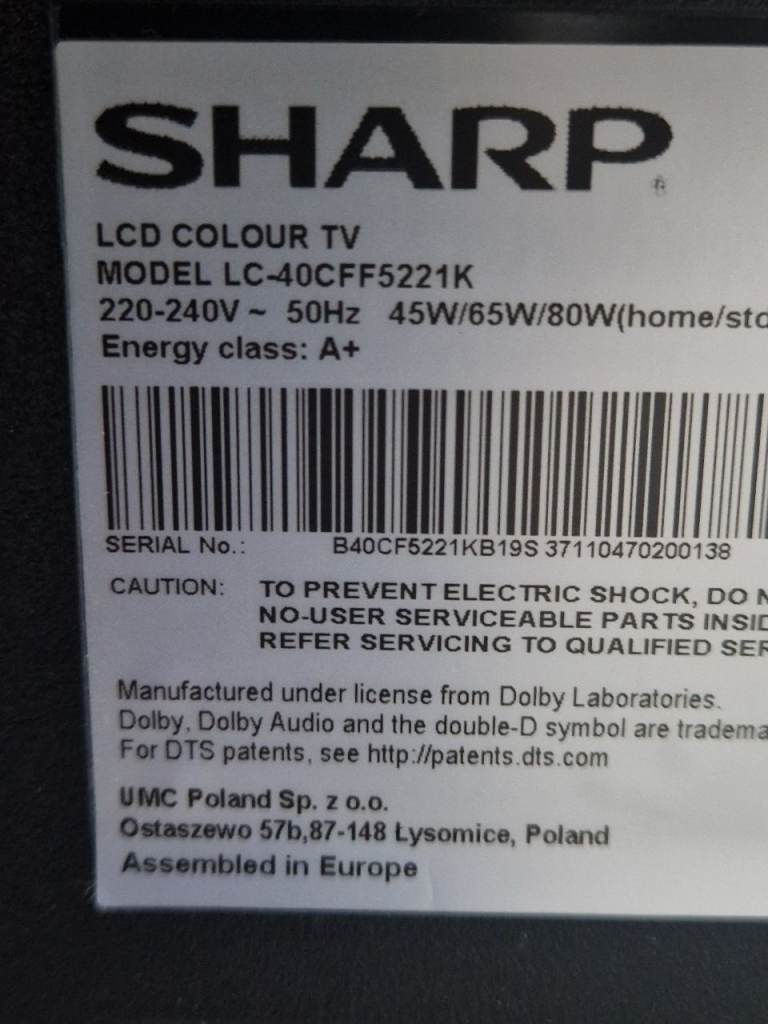 SHARP®
LCD COLOUR TV
MODEL LC-40CFF5221K
220-240V ~ 50Hz 45W/65W/80W(home/sto
Energy class: A+
SERIAL No.: B40CF5221KB19S 37110470200138
CAUTION: TO PREVENT ELECTRIC SHOCK, DO N
NO-USER SERVICEABLE PARTS INSID
REFER SERVICING TO QUALIFIED SER
Manufactured under license from Dolby Laboratories.
Dolby, Dolby Audio and the double-D symbol are tradema
For DTS patents, see http://patents.dts.com
UMC Poland Sp. z o.o.
Ostaszewo 57b,87-148 Łysomice, Poland
Assembled in Europe